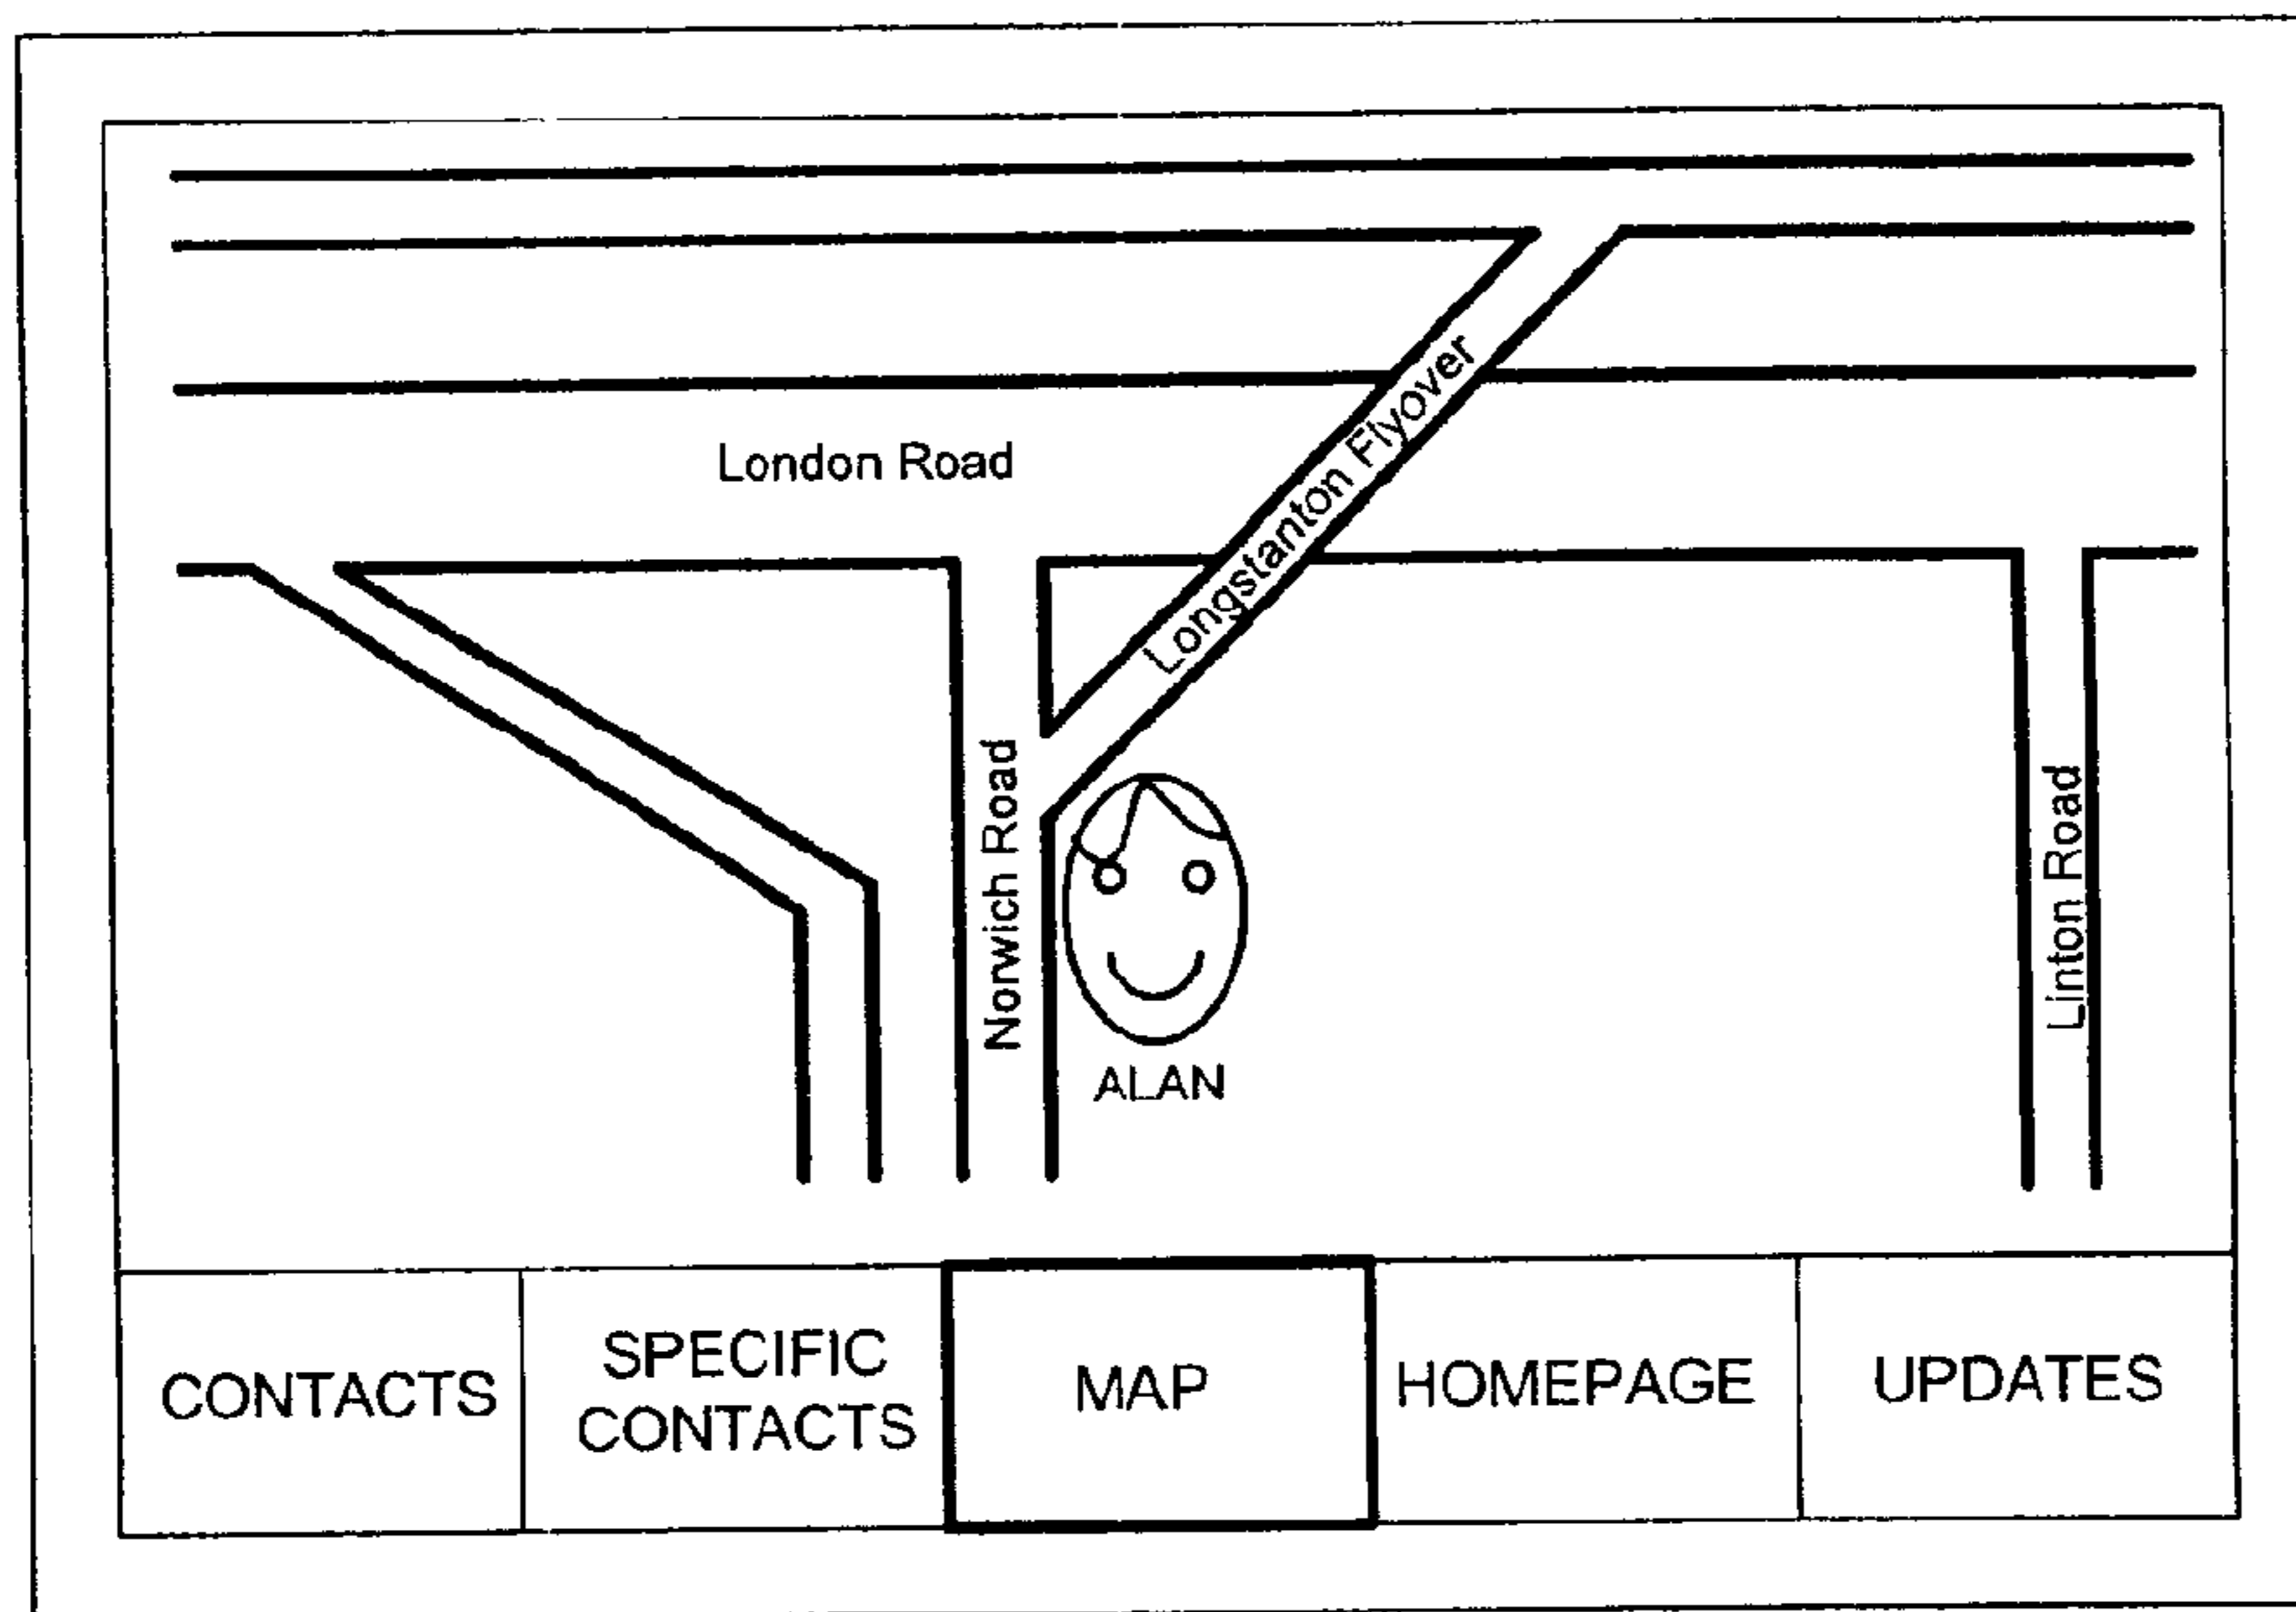 London Road
Longstanton Flyover
Norwich Road
Linton Road
ALAN
CONTACTS
SPECIFIC
CONTACTS
MAP
HOMEPAGE
UPDATES